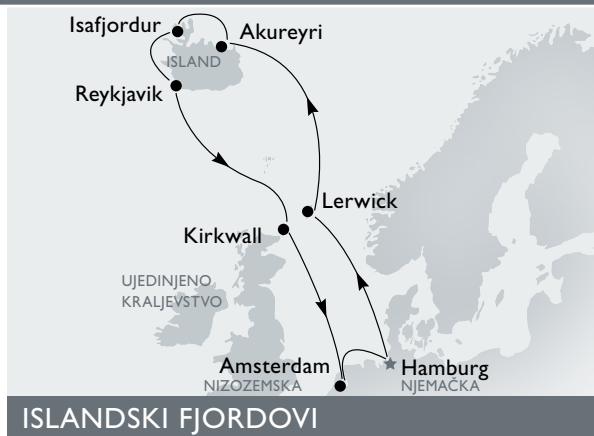 Isafjordur
Akureyri
ISLAND
Reykjavik
Lerwick
Kirkwall
UJEDINJENO
KRALJEVSTVO
Amsterdam
Hamburg
NIZOZEMSKA
NJEMAČKA
ISLANDSKI FJORDOVI